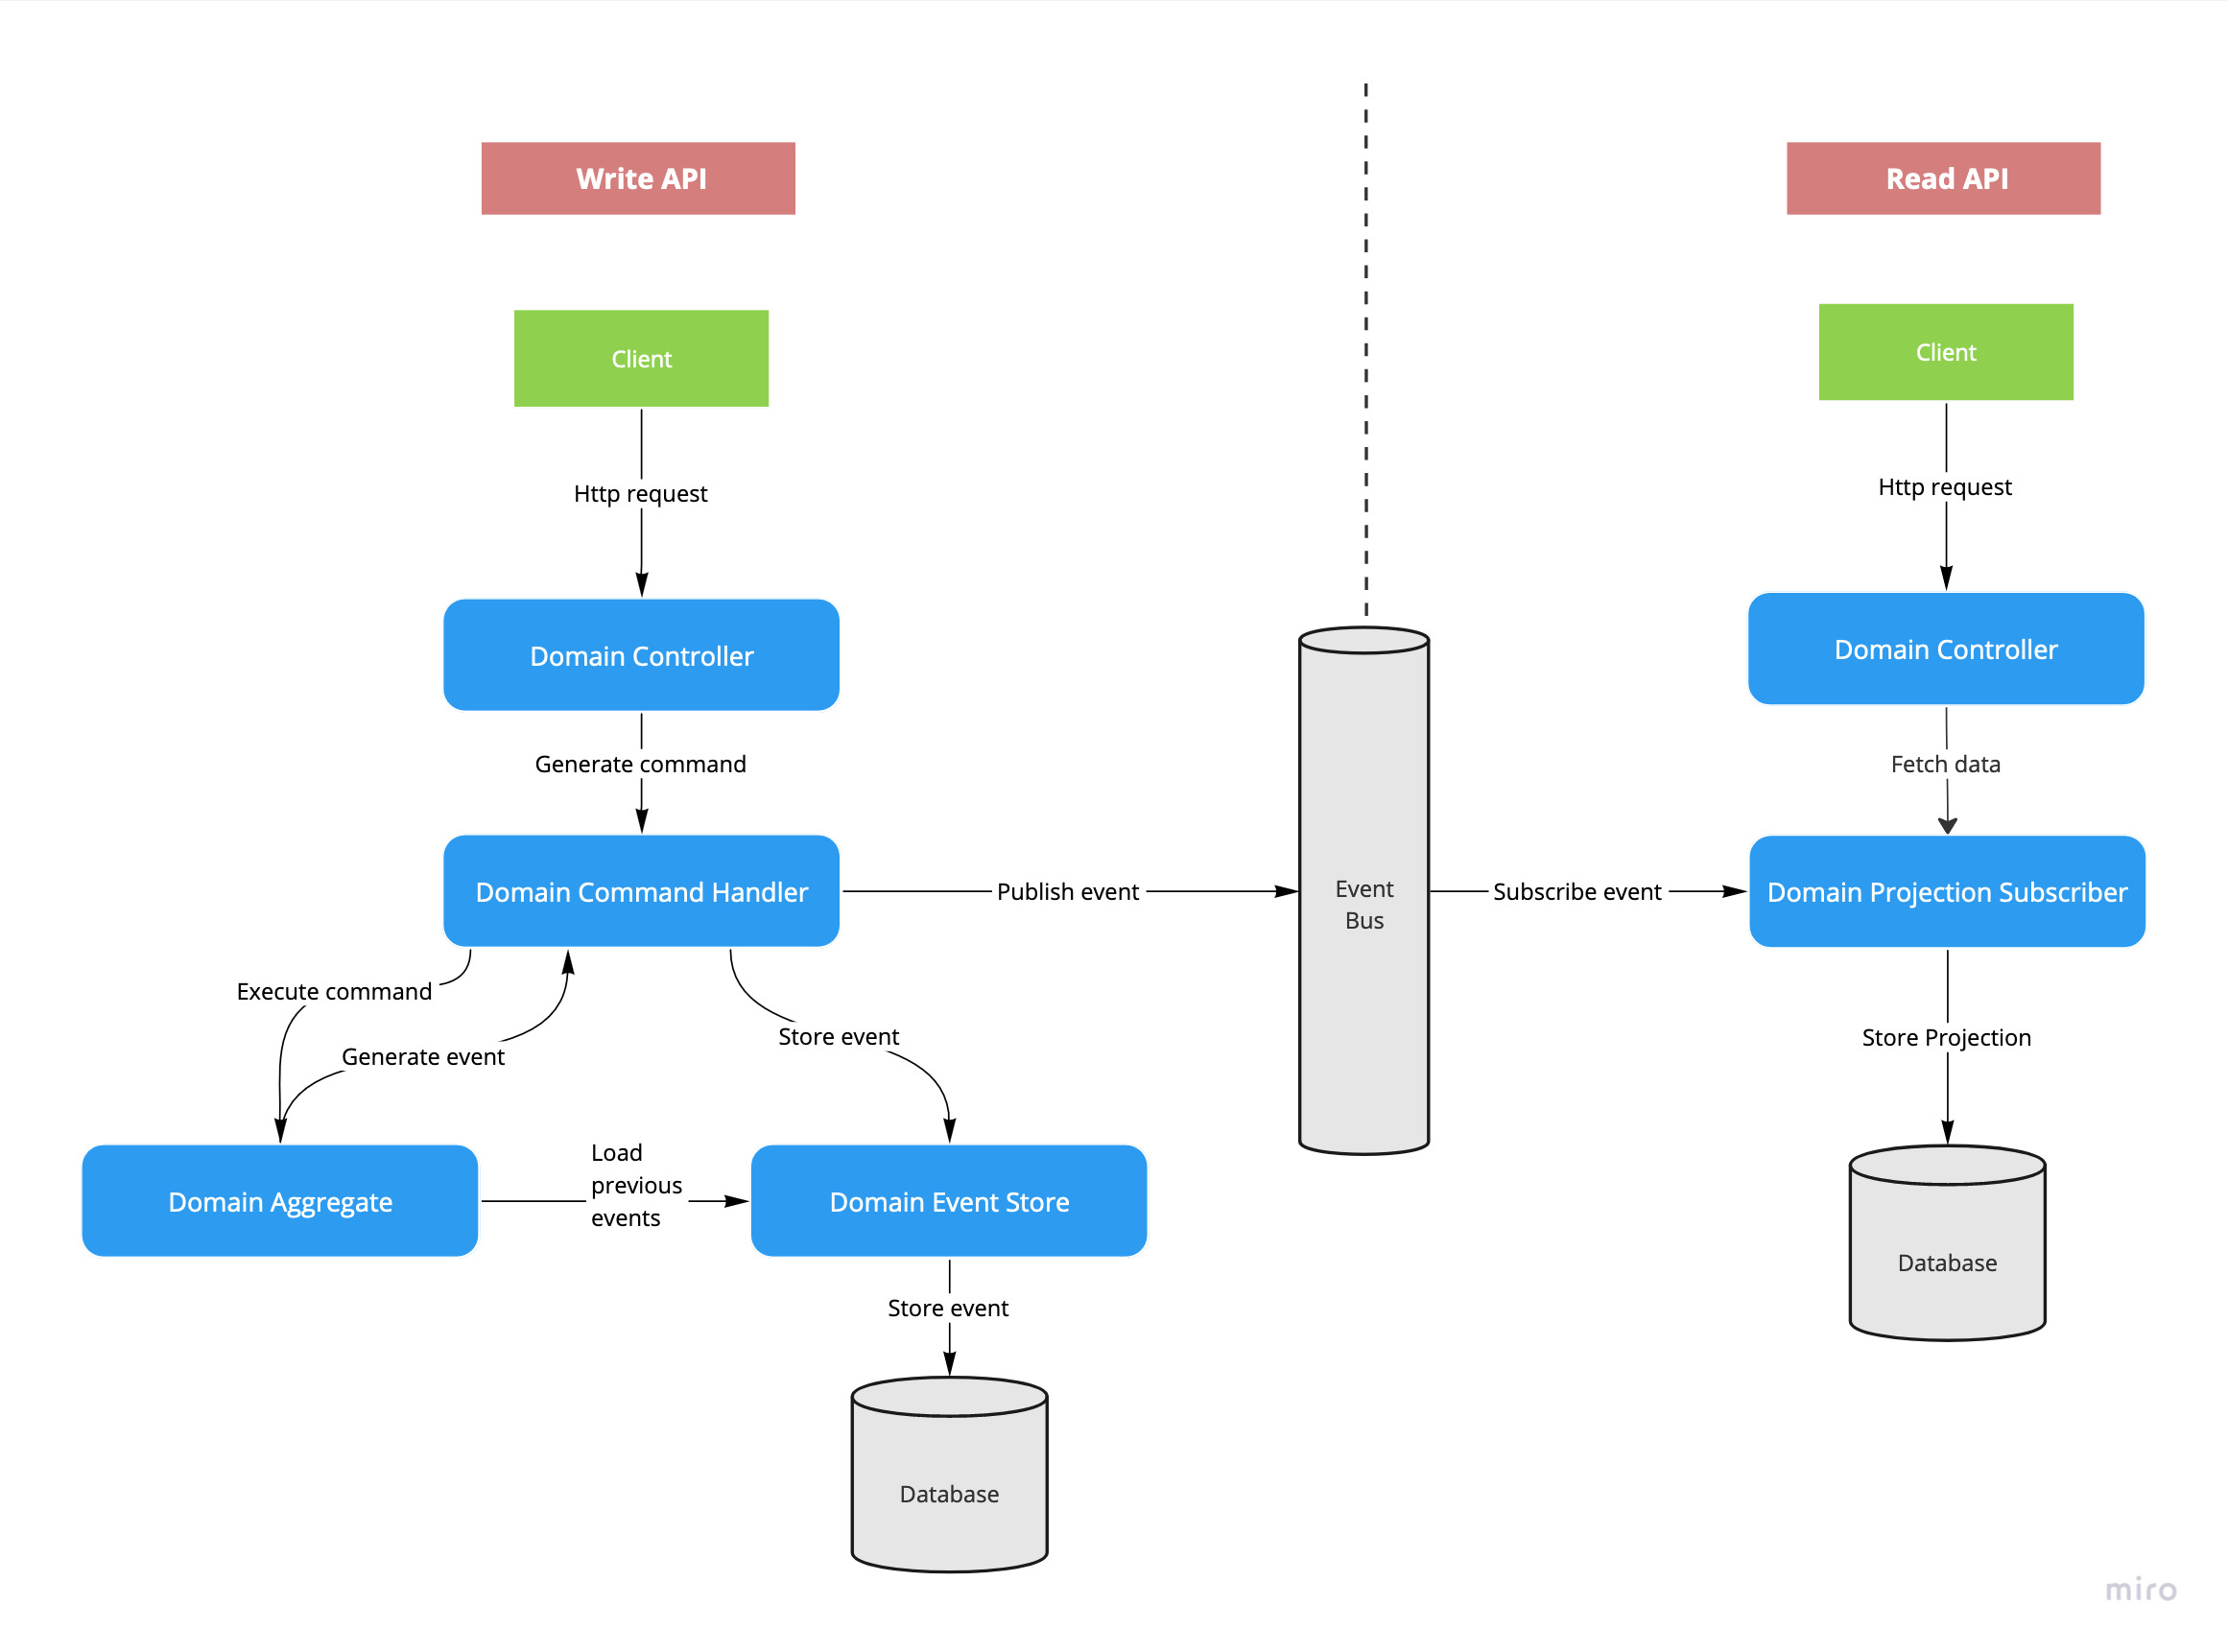 Write API
Read API
Client
Client
Http request
Http request
Domain Controller
Domain Controller
Generate command
Fetch data
Domain Command Handler
Publish event
Event
Bus
Subscribe event
Domain Projection Subscriber
Execute command
Generate event
Store event
Store Projection
Load
previous
events
Domain Aggregate
Domain Event Store
Database
Store event
Database
miro